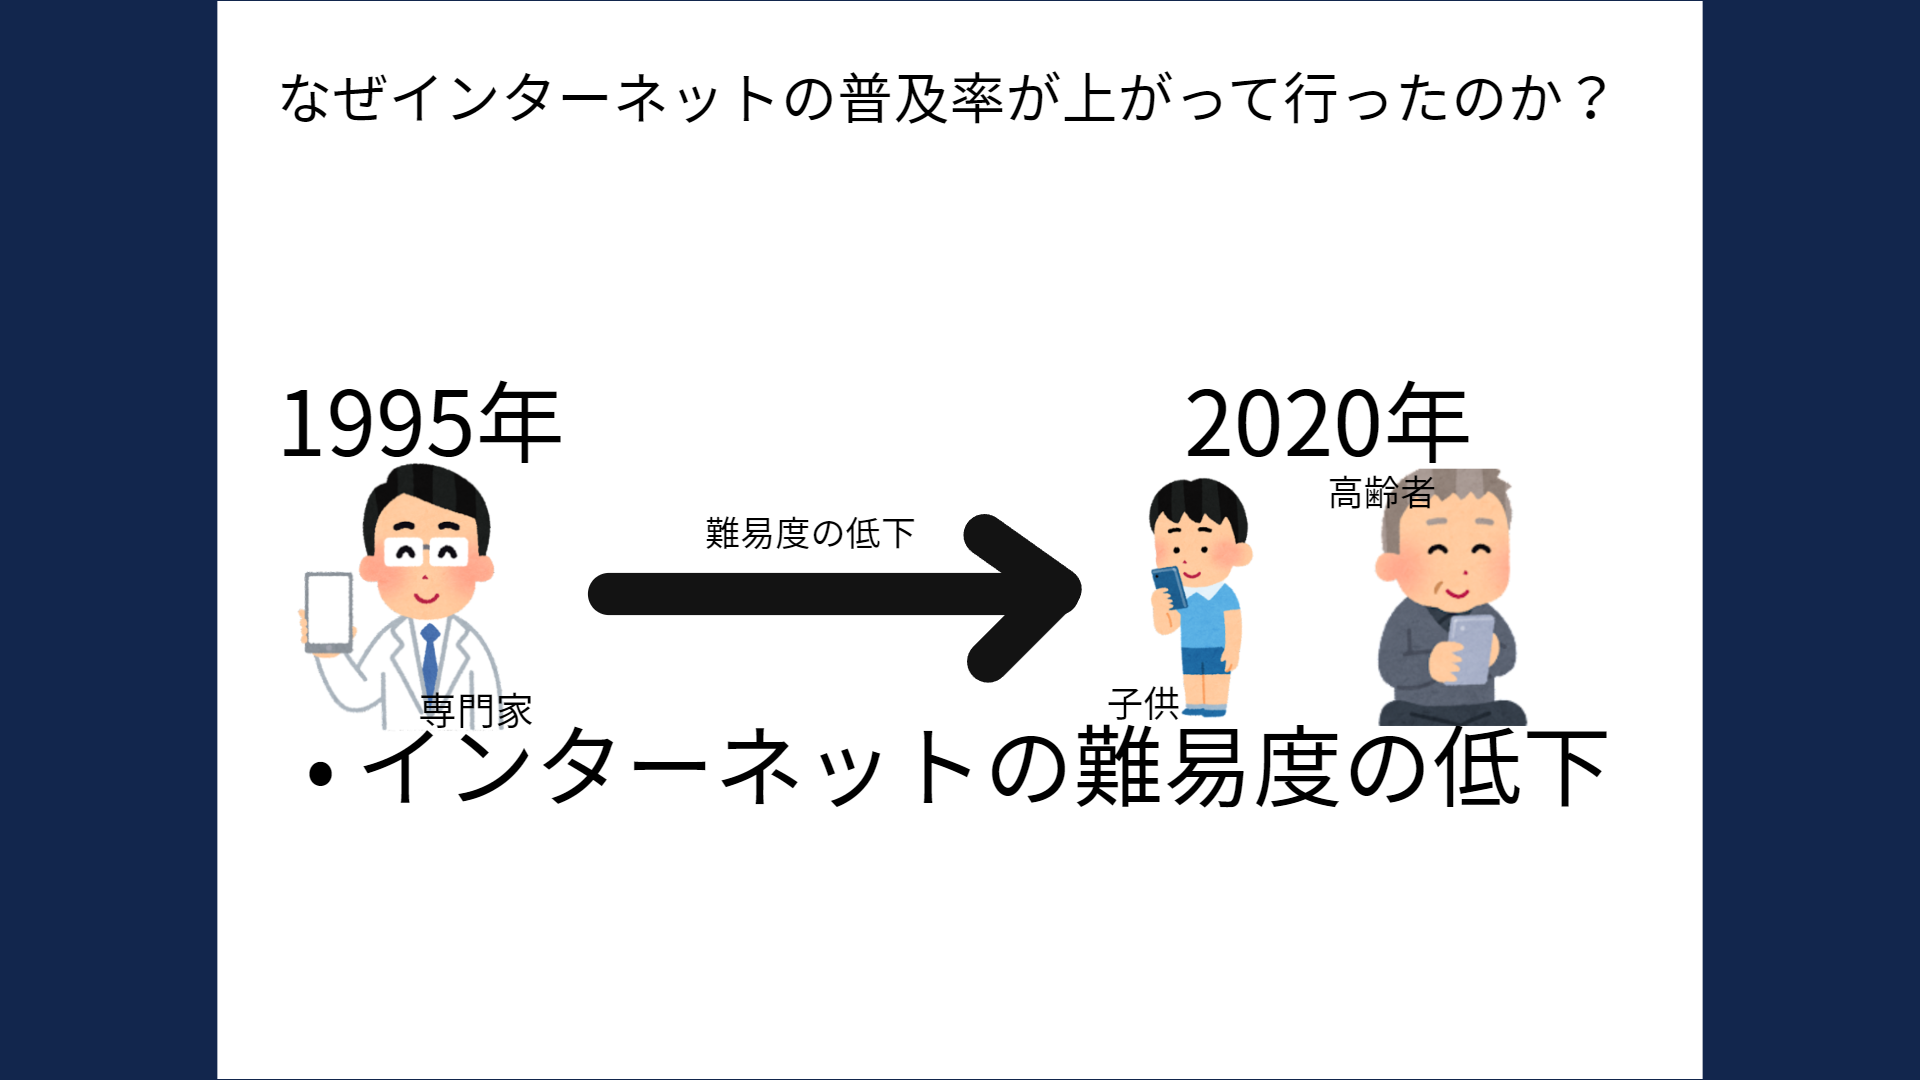 なぜインターネットの普及率が上がって行ったのか？
1995年
2020年
高齢者
難易度の低下
専門家
子供
・インターネットの難易度の低下